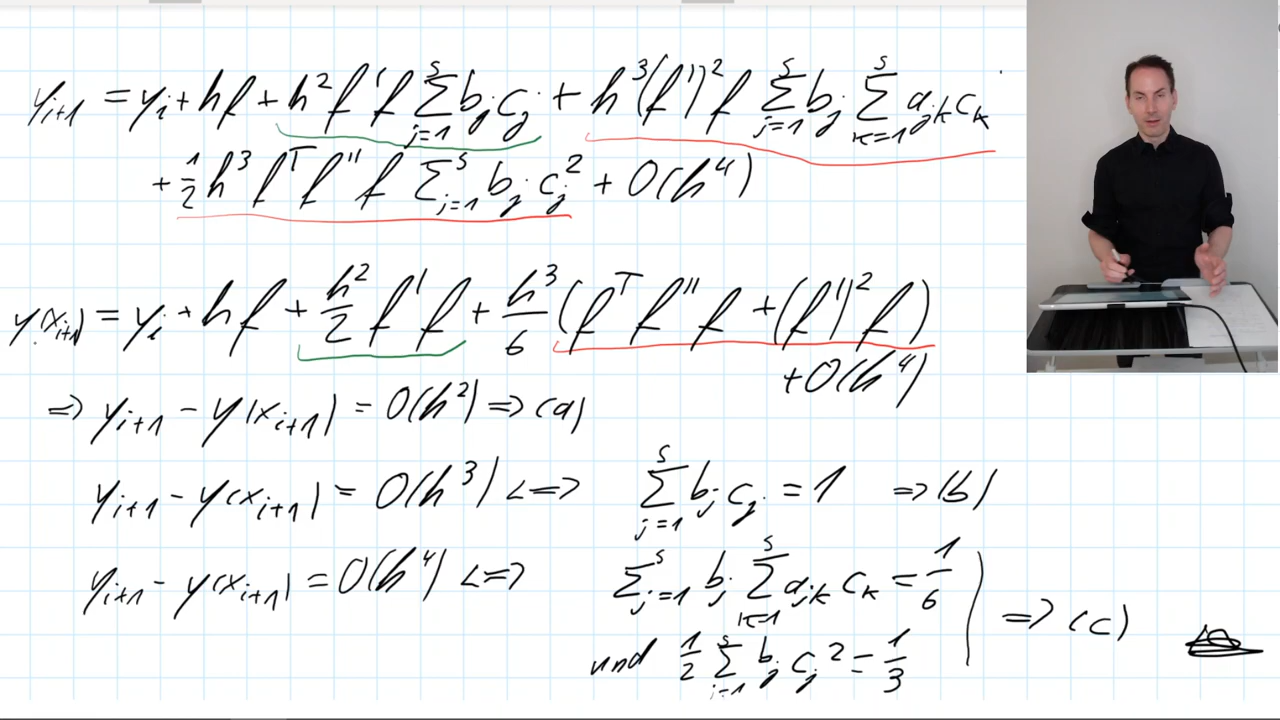 y_{i+1} = y_i + hf + h^2 f' f \sum_{j=1}^{s} b_j c_j + h^3 (f')^2 f \sum_{j=1}^{s} b_j \sum_{k=1}^{s} a_{jk} c_k
+ \frac{1}{2} h^3 f^T f'' f \sum_{j=1}^{s} b_j c_j^2 + O(h^4)
y(x_{i+1}) = y_i + hf + \frac{h^2}{2} f' f + \frac{h^3}{6} (f^T f'' f + (f')^2 f)
+ O(h^4)
=> y_{i+1} - y(x_{i+1}) = O(h^2) => (a)
y_{i+1} - y(x_{i+1}) = O(h^3) <=> \sum_{j=1}^{s} b_j c_j = 1 => (b)
y_{i+1} - y(x_{i+1}) = O(h^4) <=> \sum_{j=1}^{s} b_j \sum_{k=1}^{s} a_{jk} c_k = \frac{1}{6}
und \frac{1}{2} \sum_{j=1}^{s} b_j c_j^2 = \frac{1}{3} => (c)